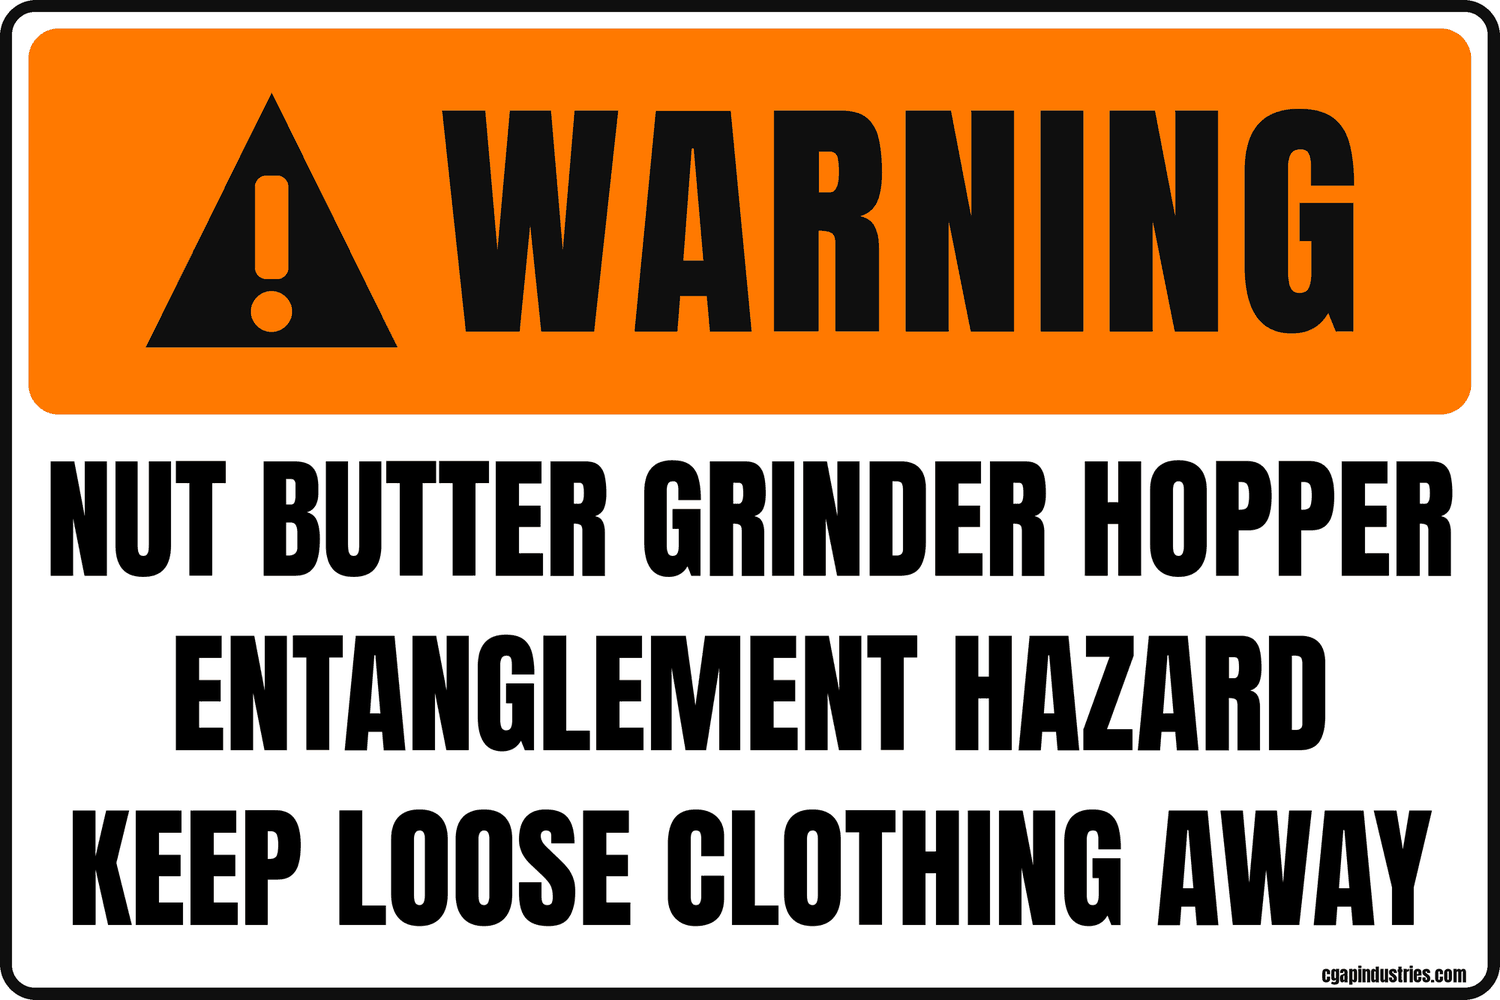 WARNING
NUT BUTTER GRINDER HOPPER
ENTANGLEMENT HAZARD
KEEP LOOSE CLOTHING AWAY
cgapindustries.com